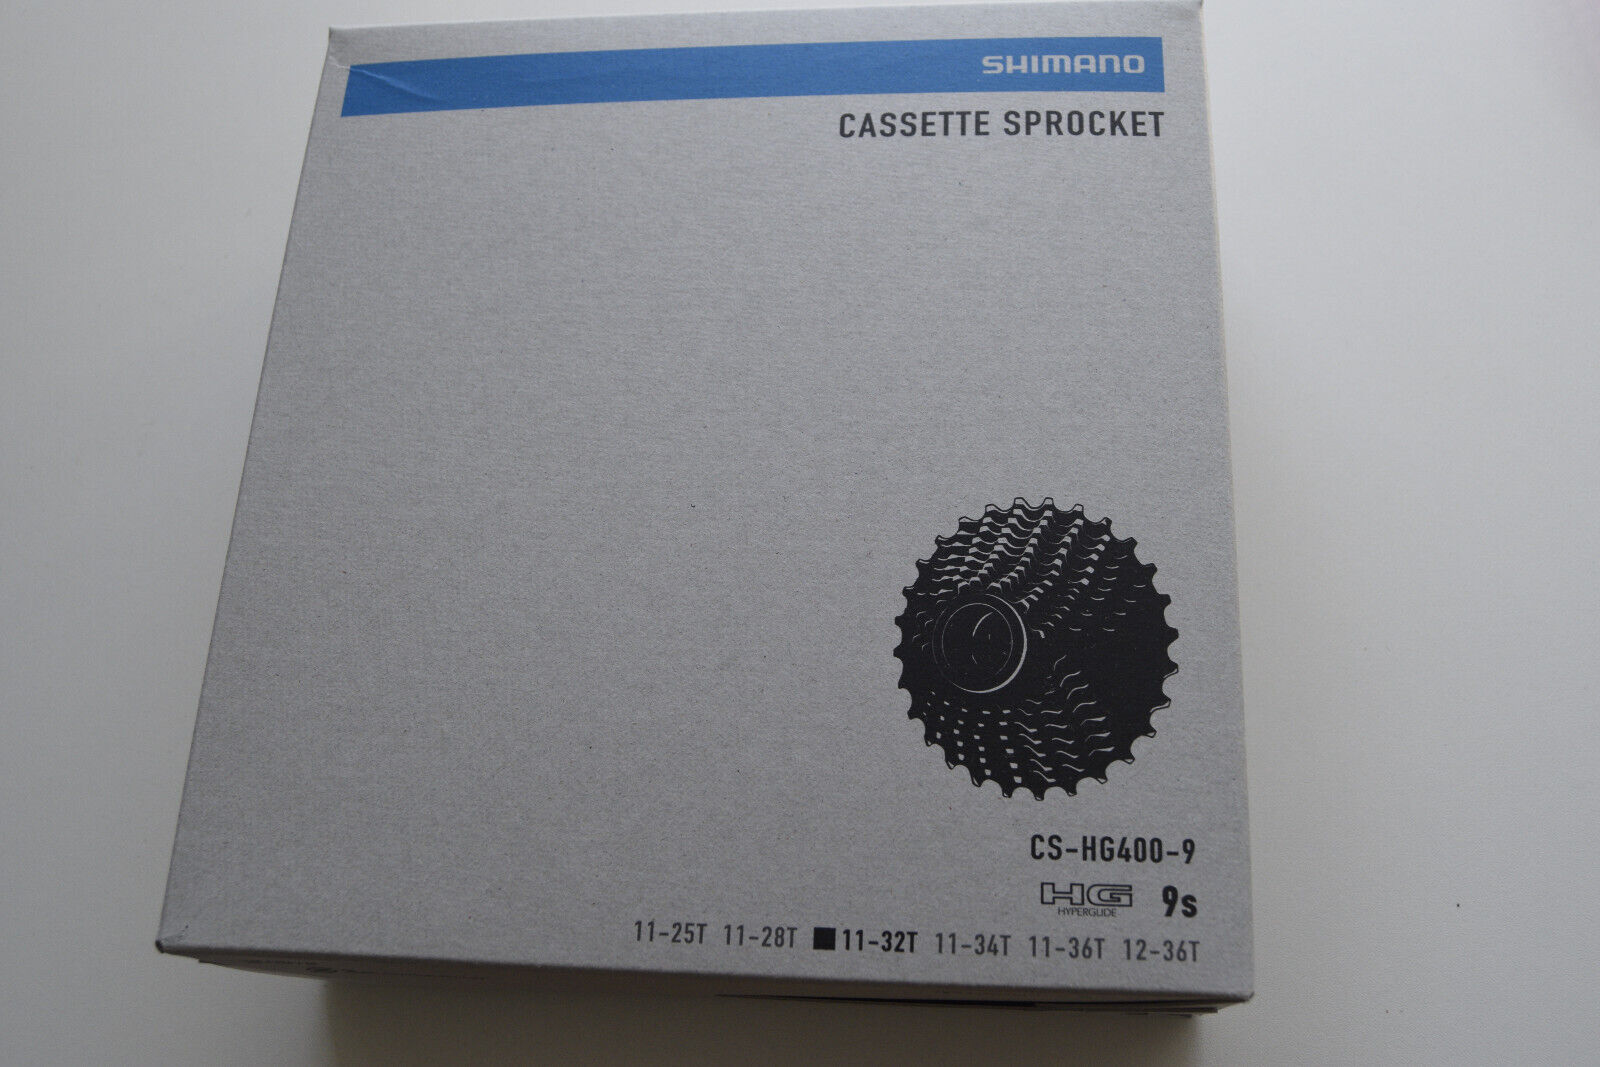 SHIMANO
CASSETTE SPROCKET
CS-HG400-9
HG 9s
HYPERGLIDE
11-25T 11-28T ■11-32T 11-34T 11-36T 12-36T